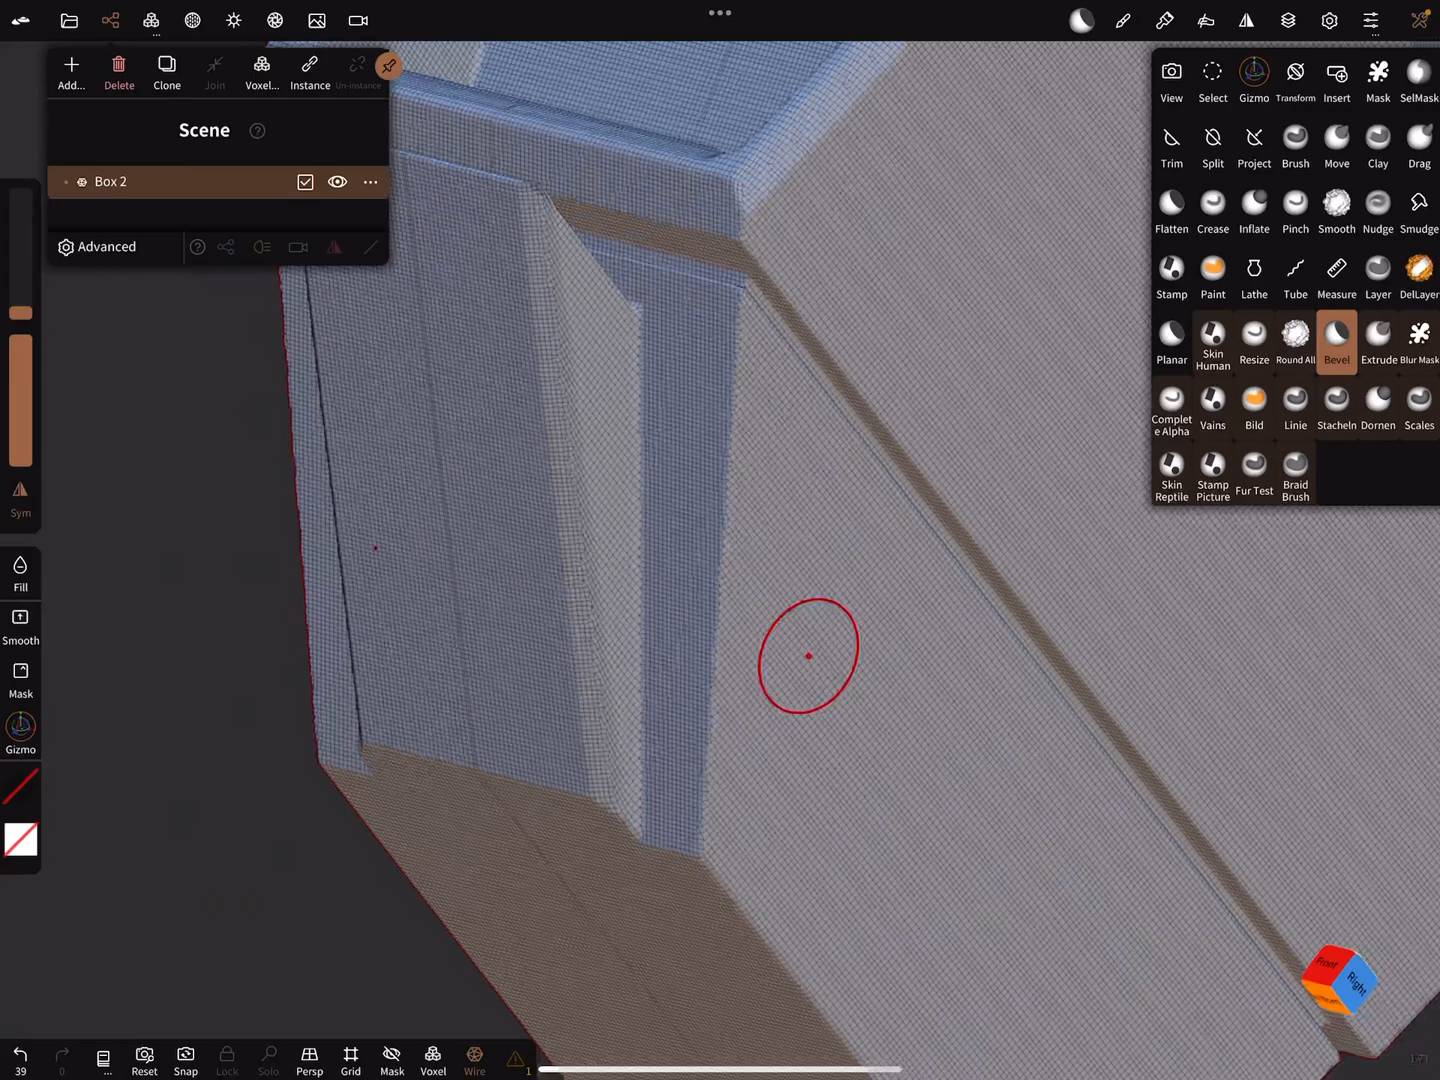 Add...
Delete
Clone
Join
Voxel...
Instance
Un-instance
Scene ?
Box 2
Advanced
?
Sym
Fill
Smooth
Mask
Gizmo
View
Select
Gizmo
Transform
Insert
Mask
SelMask
Trim
Split
Project
Brush
Move
Clay
Drag
Flatten
Crease
Inflate
Pinch
Smooth
Nudge
Smudge
Stamp
Paint
Lathe
Tube
Measure
Layer
DelLayer
Planar
Skin
Human
Resize
Round All
Bevel
Extrude
Blur Mask
Complet
e Alpha
Vains
Bild
Linie
Stacheln
Dornen
Scales
Skin
Reptile
Stamp
Picture
Fur Test
Braid
Brush
Front
Right
39
0
...
Reset
Snap
Lock
Solo
Persp
Grid
Mask
Voxel
Wire
1